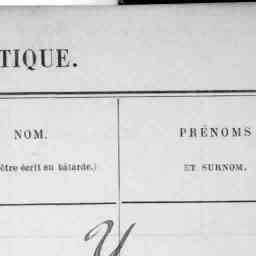 TIQUE.
NOM.
PRÉNOMS
être écrit en bâtarde.)
ET SURNOM.